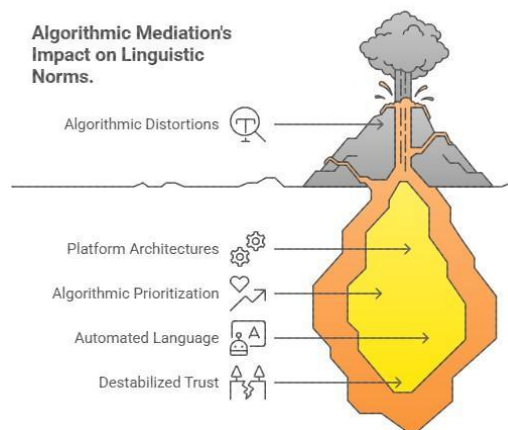 Algorithmic Mediation's
Impact on Linguistic
Norms.
Algorithmic Distortions
Platform Architectures
Algorithmic Prioritization
Automated Language
Destabilized Trust